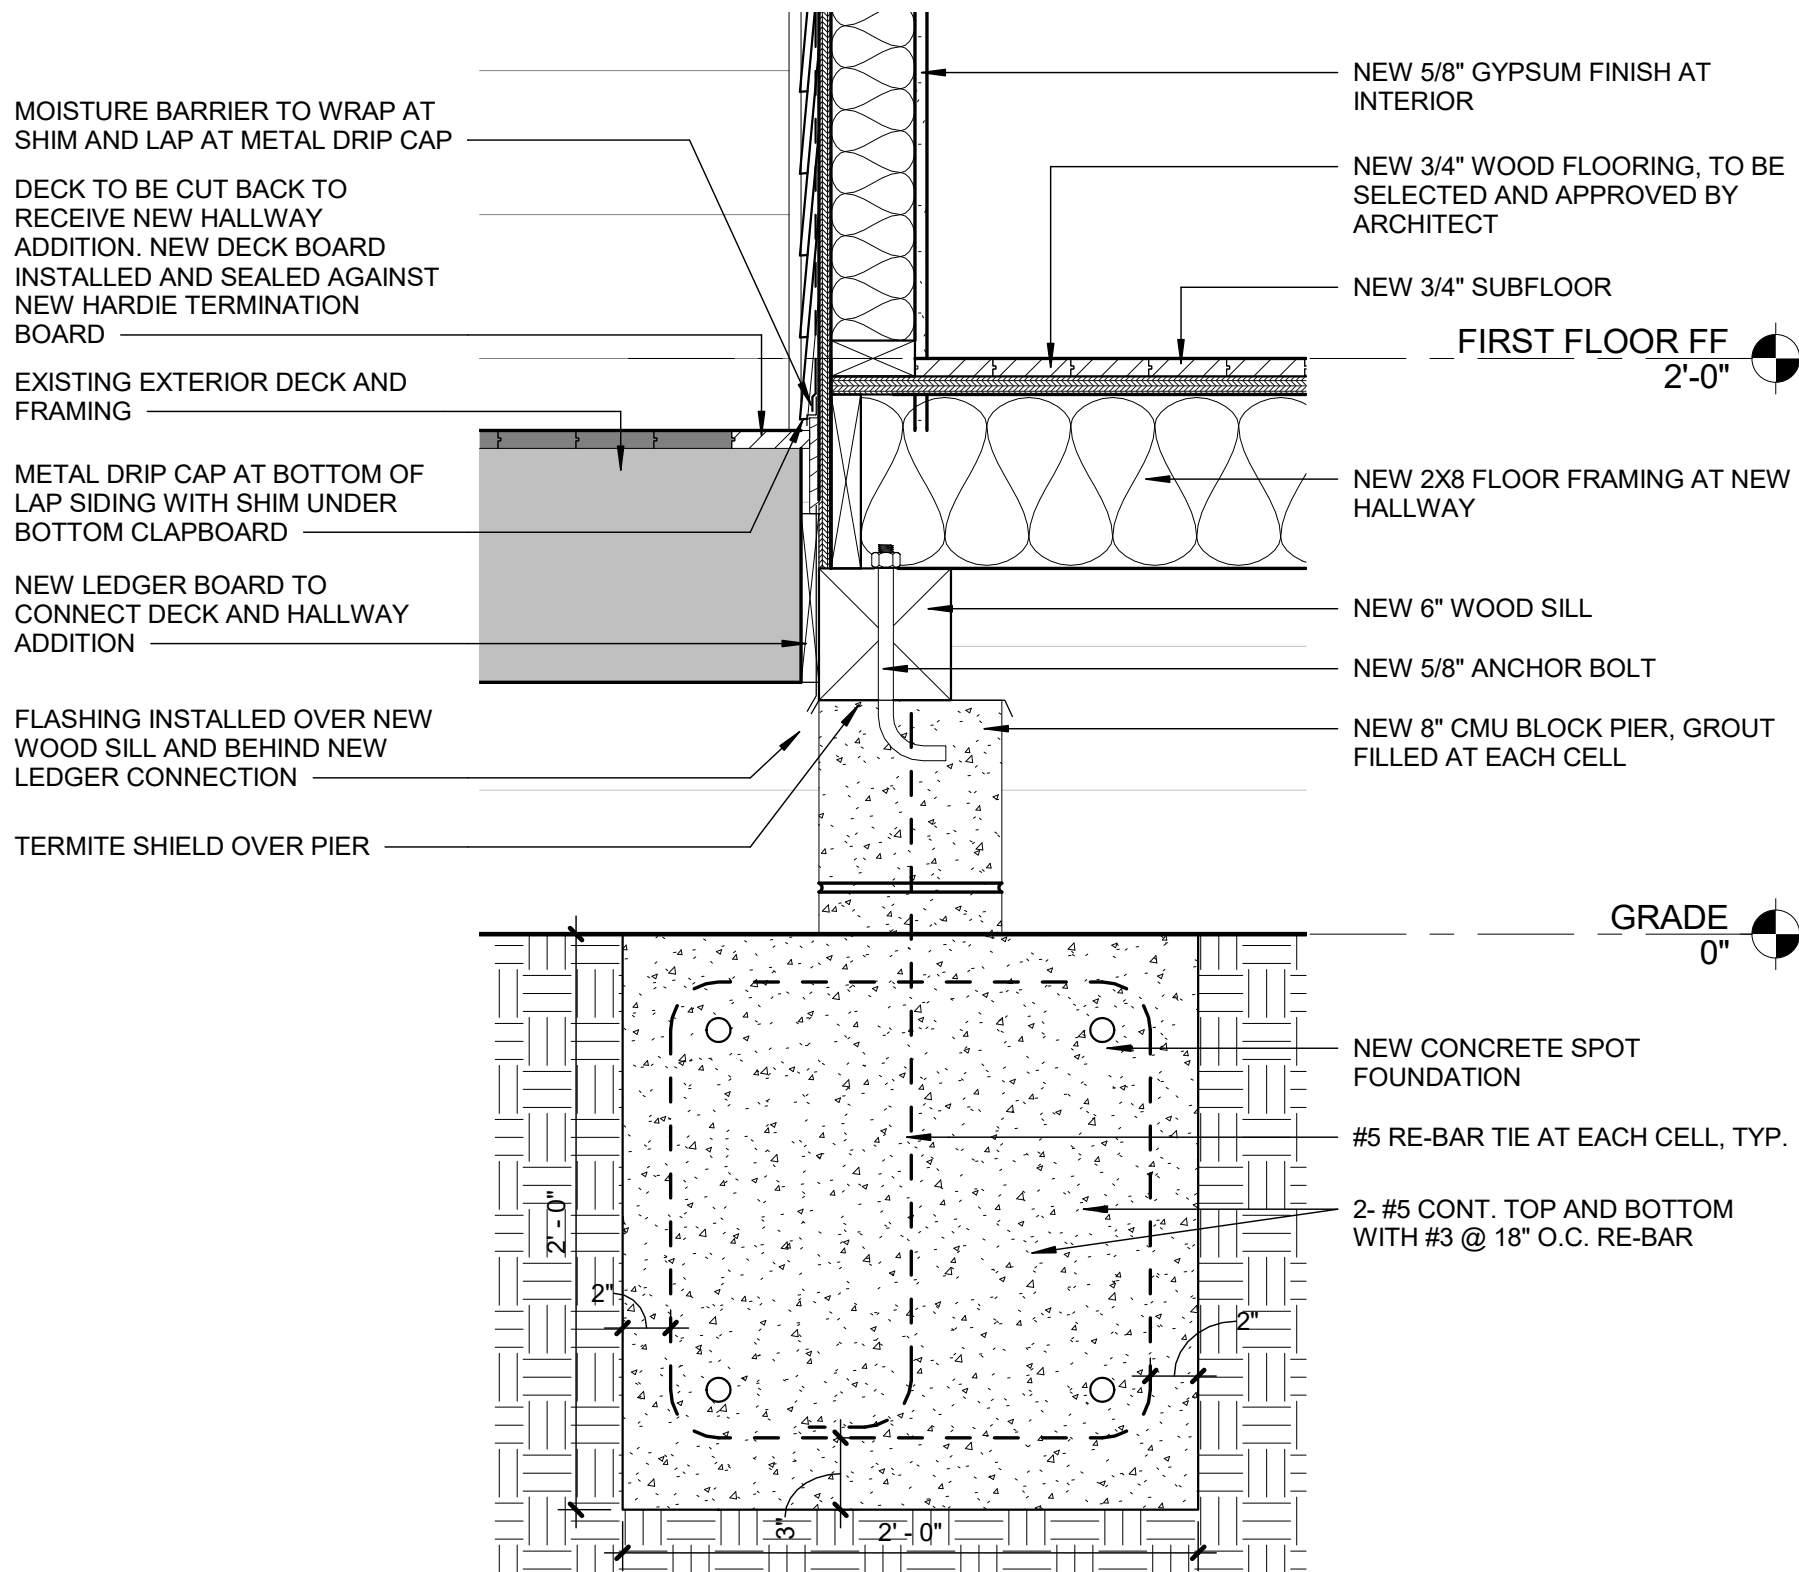 MOISTURE BARRIER TO WRAP AT
SHIM AND LAP AT METAL DRIP CAP
DECK TO BE CUT BACK TO
RECEIVE NEW HALLWAY
ADDITION. NEW DECK BOARD
INSTALLED AND SEALED AGAINST
NEW HARDIE TERMINATION
BOARD
EXISTING EXTERIOR DECK AND
FRAMING
METAL DRIP CAP AT BOTTOM OF
LAP SIDING WITH SHIM UNDER
BOTTOM CLAPBOARD
NEW LEDGER BOARD TO
CONNECT DECK AND HALLWAY
ADDITION
FLASHING INSTALLED OVER NEW
WOOD SILL AND BEHIND NEW
LEDGER CONNECTION
TERMITE SHIELD OVER PIER
NEW 5/8" GYPSUM FINISH AT
INTERIOR
NEW 3/4" WOOD FLOORING, TO BE
SELECTED AND APPROVED BY
ARCHITECT
NEW 3/4" SUBFLOOR
FIRST FLOOR FF
2'-0"
NEW 2X8 FLOOR FRAMING AT NEW
HALLWAY
NEW 6" WOOD SILL
NEW 5/8" ANCHOR BOLT
NEW 8" CMU BLOCK PIER, GROUT
FILLED AT EACH CELL
GRADE
0"
NEW CONCRETE SPOT
FOUNDATION
#5 RE-BAR TIE AT EACH CELL, TYP.
2- #5 CONT. TOP AND BOTTOM
WITH #3 @ 18" O.C. RE-BAR
2' - 0"
2"
2"
3"
2' - 0"